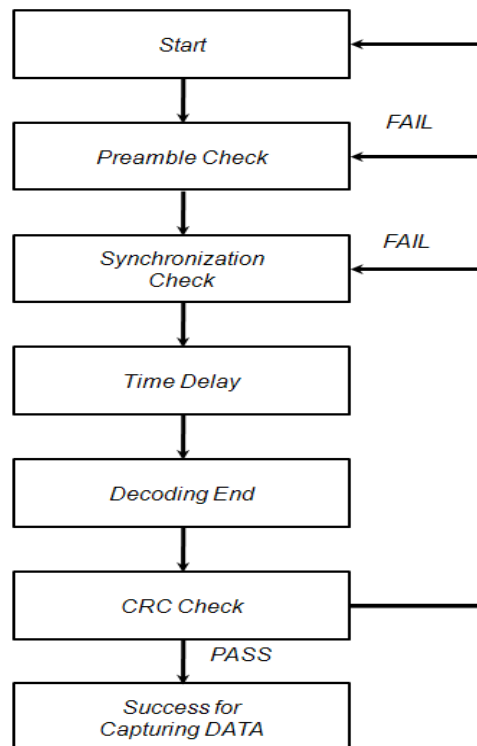 Start
FAIL
Preamble Check
FAIL
Synchronization
Check
Time Delay
Decoding End
CRC Check
PASS
Success for
Capturing DATA